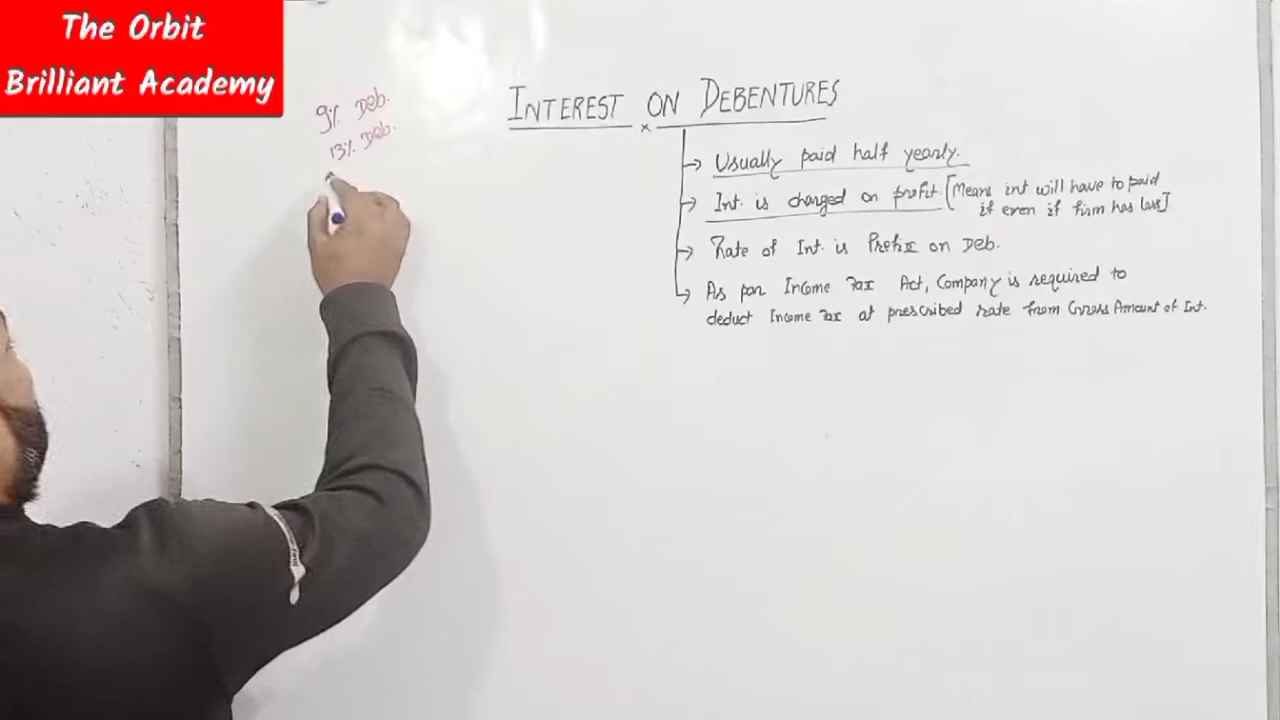 The Orbit
Brilliant Academy
9% Deb.
13% Deb.
INTEREST ON DEBENTURES
x
→ Usually paid half yearly.
→ Int. is charged on profit. [Means int will have to paid
if even if firm has loss]
→ Rate of Int. is Prefix on Deb.
→ As par Income Tax Act, Company is required to
deduct Income Tax at prescribed rate from Gross Amount of Int.